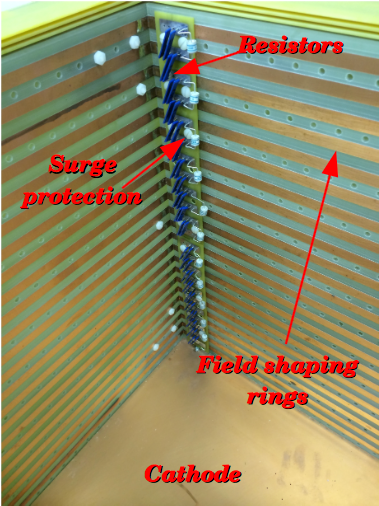 Resistors
Surge
protection
Field shaping
rings
Cathode